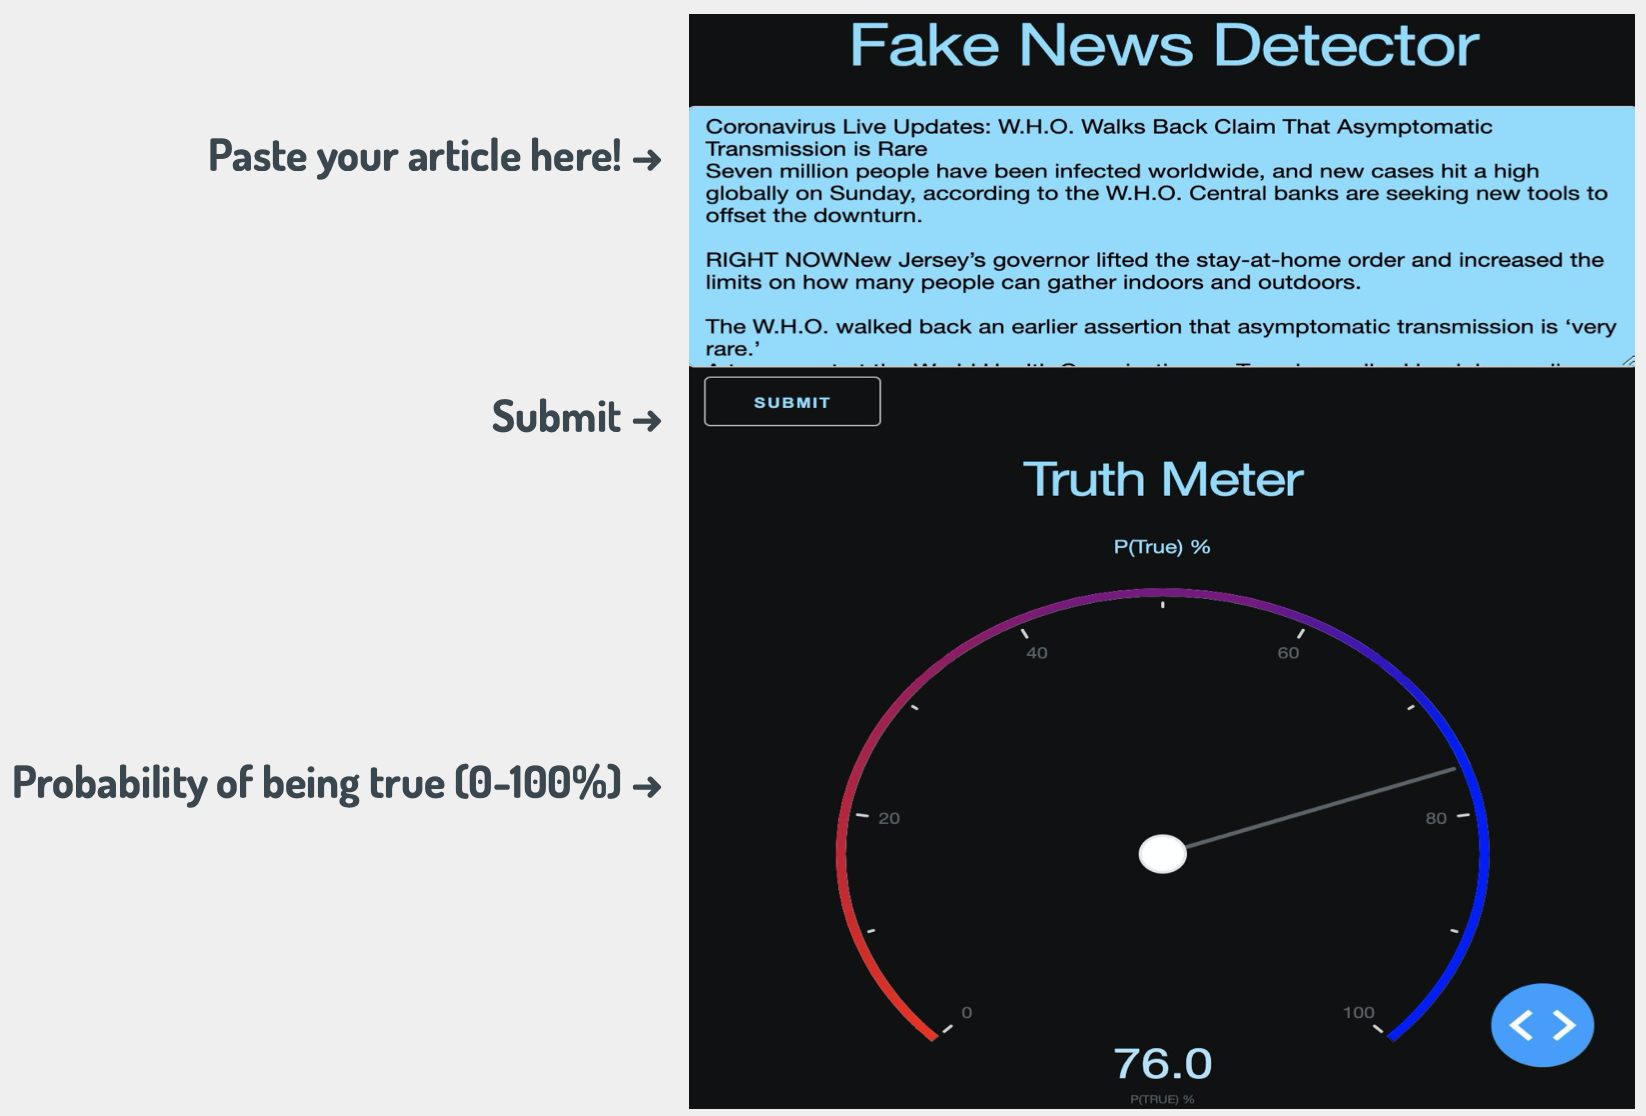 Fake News Detector
Paste your article here! →
Coronavirus Live Updates: W.H.O. Walks Back Claim That Asymptomatic
Transmission is Rare
Seven million people have been infected worldwide, and new cases hit a high
globally on Sunday, according to the W.H.O. Central banks are seeking new tools to
offset the downturn.
RIGHT NOWNew Jersey’s governor lifted the stay-at-home order and increased the
limits on how many people can gather indoors and outdoors.
The W.H.O. walked back an earlier assertion that asymptomatic transmission is ‘very
rare.’
Submit →
SUBMIT
Truth Meter
P(True) %
40
60
Probability of being true (0-100%) →
20
80
0
100
76.0
P(TRUE) %